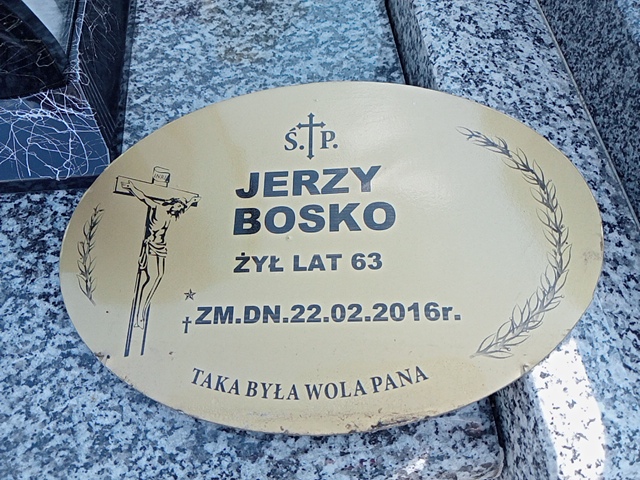 Ś. P.
JERZY
BOSKO
ŻYŁ LAT 63
ZM.DN.22.02.2016r.
TAKA BYŁA WOLA PANA